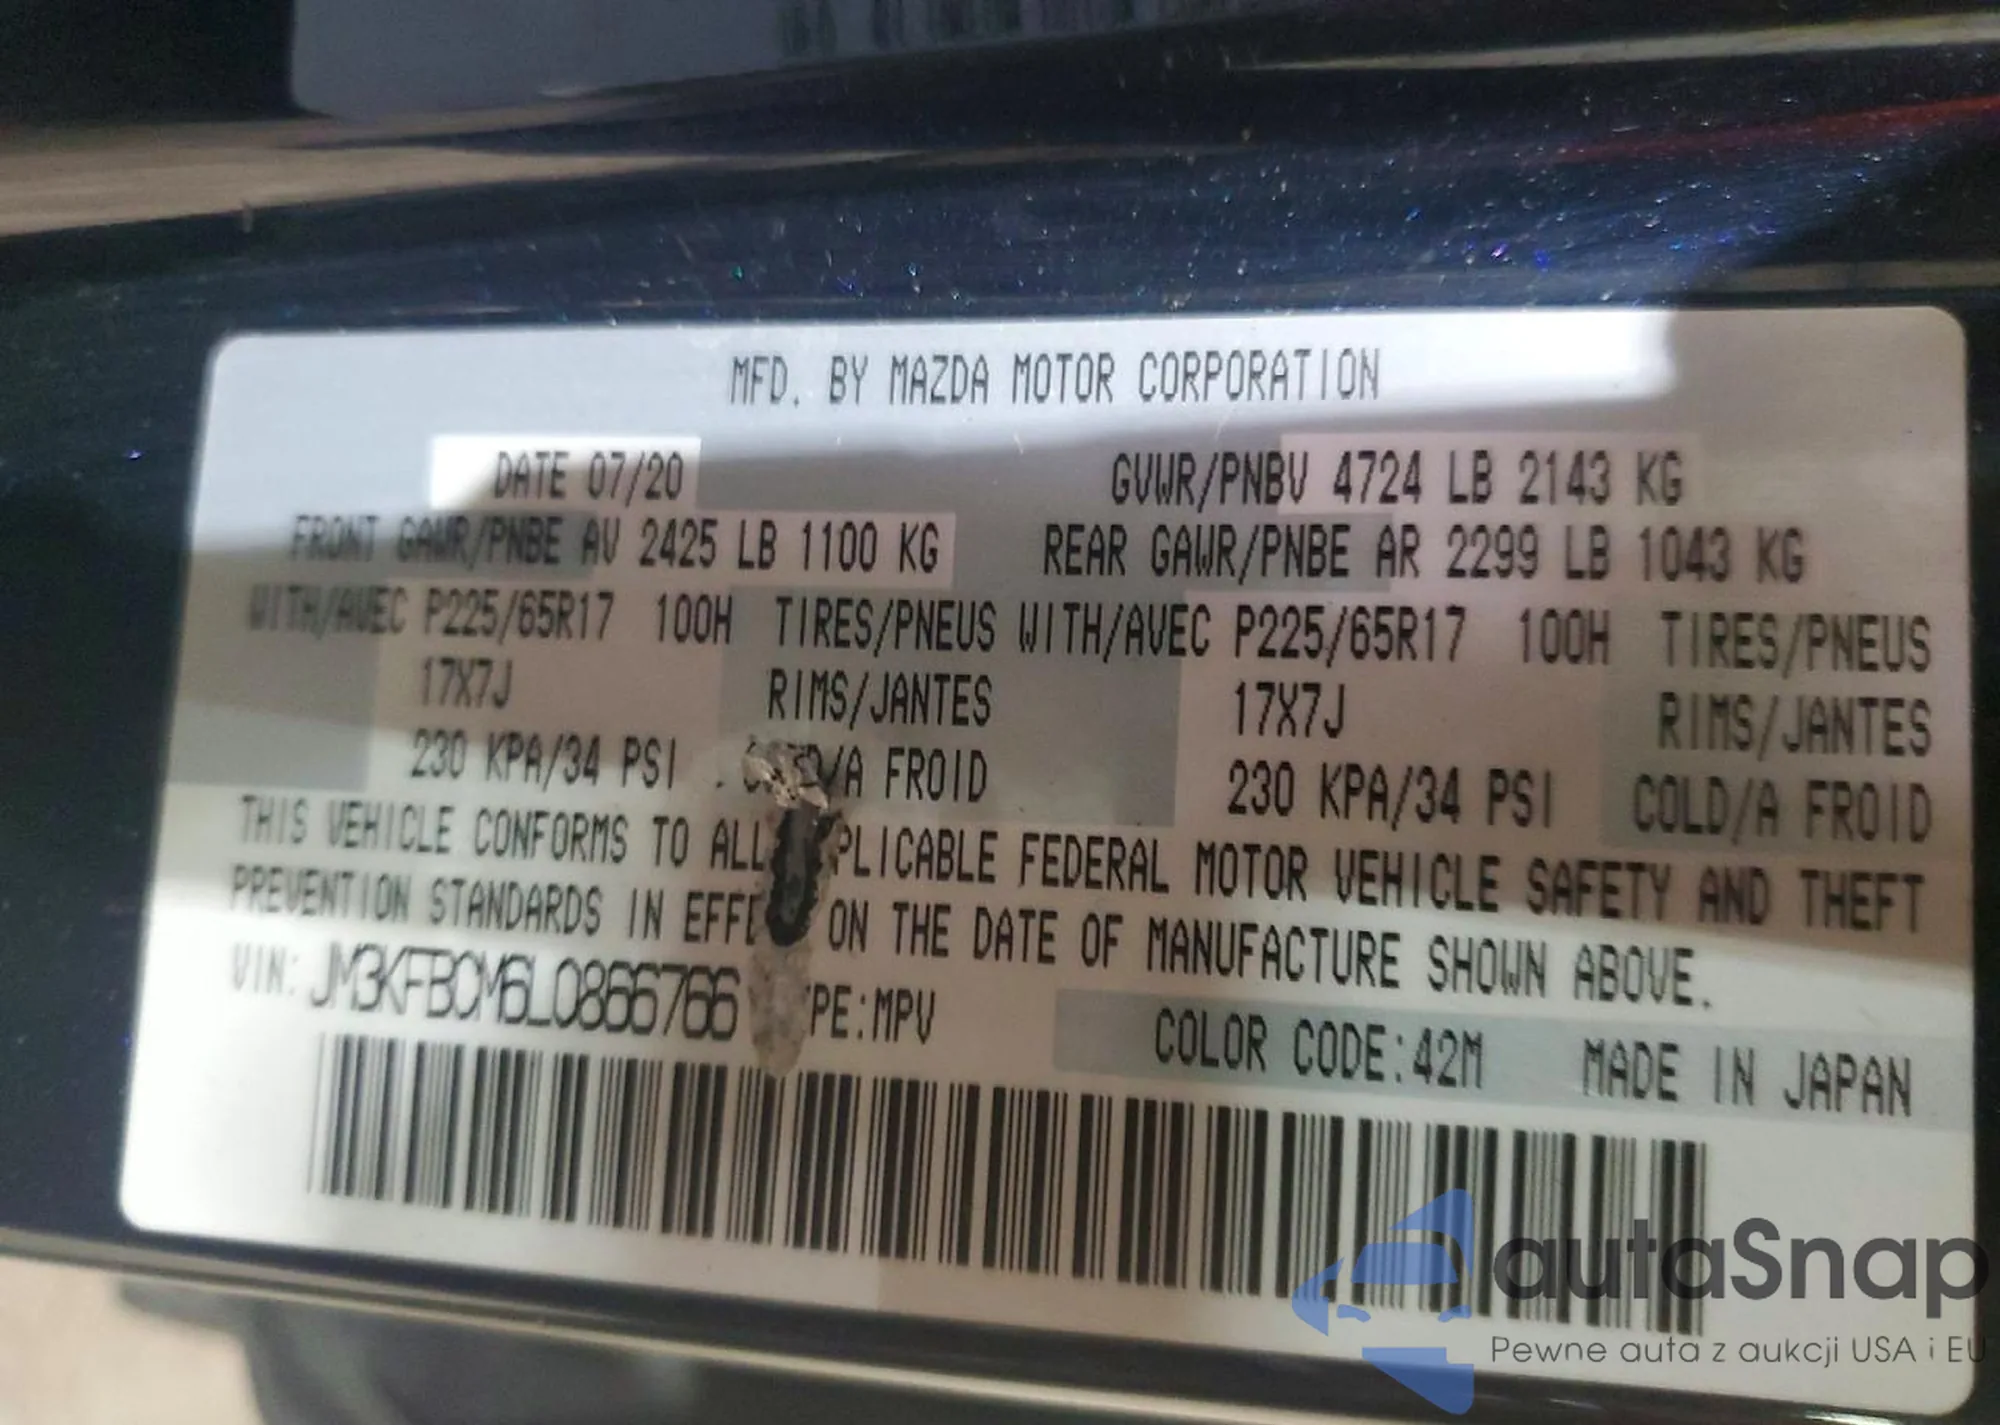 MFD. BY MAZDA MOTOR CORPORATION
DATE 07/20 GVWR/PNBV 4724 LB 2143 KG
FRONT GAWR/PNBE AV 2425 LB 1100 KG REAR GAWR/PNBE AR 2299 LB 1043 KG
WITH/AVEC P225/65R17 100H TIRES/PNEUS WITH/AVEC P225/65R17 100H TIRES/PNEUS
17X7J RIMS/JANTES 17X7J RIMS/JANTES
230 KPA/34 PSI /A FROID 230 KPA/34 PSI COLD/A FROID
THIS VEHICLE CONFORMS TO ALL PLICABLE FEDERAL MOTOR VEHICLE SAFETY AND THEFT
PREVENTION STANDARDS IN EFFE ON THE DATE OF MANUFACTURE SHOWN ABOVE.
VIN: JM3KFBCM6L0866766 PE:MPV COLOR CODE:42M MADE IN JAPAN
autaSnap
Pewne auta z aukcji USA i EU